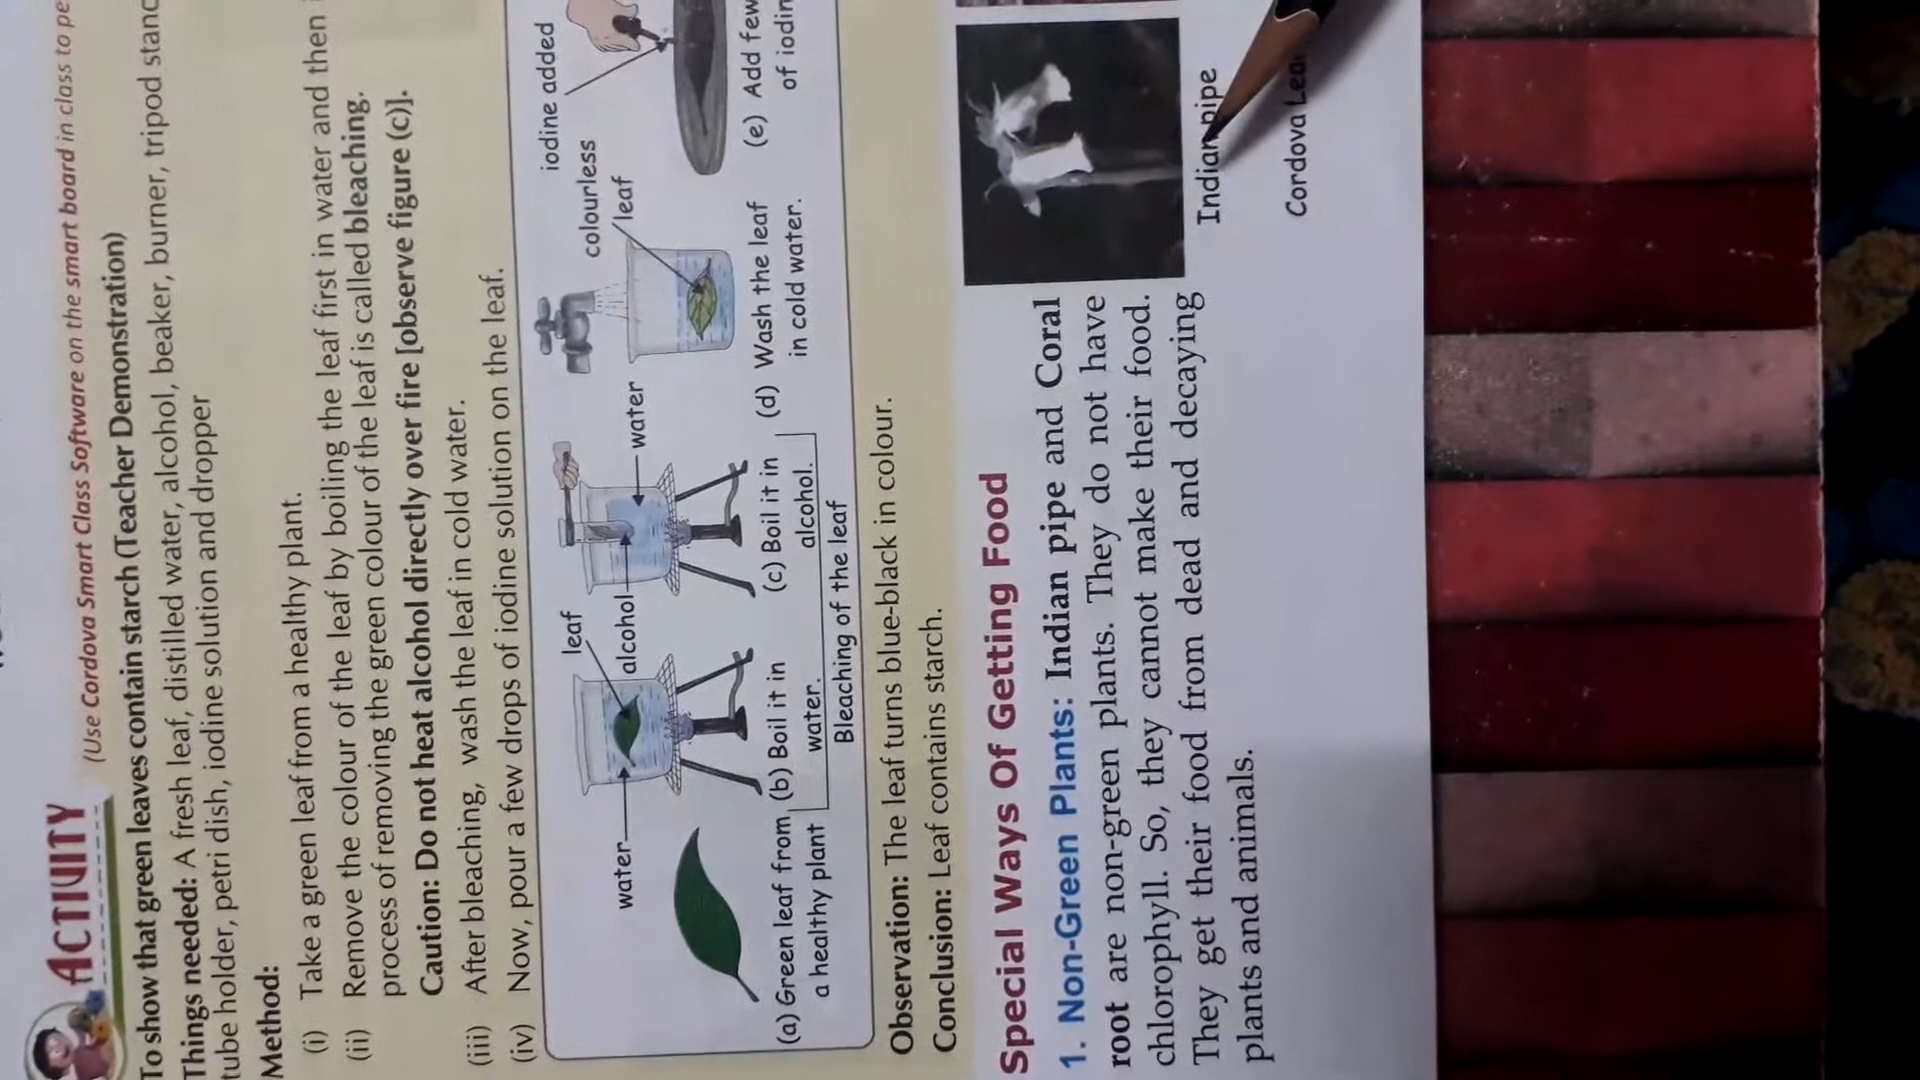 ACTIVITY
(Use Cordova Smart Class Software on the smart board in class to
To show that green leaves contain starch (Teacher Demonstration)
Things needed: A fresh leaf, distilled water, alcohol, beaker, burner, tripod
tube holder, petri dish, iodine solution and dropper
Method:
(i) Take a green leaf from a healthy plant.
(ii) Remove the colour of the leaf by boiling the leaf first in water and then
process of removing the green colour of the leaf is called bleaching.
Caution: Do not heat alcohol directly over fire [observe figure (c)].
(iii) After bleaching, wash the leaf in cold water.
(iv) Now, pour a few drops of iodine solution on the leaf.
water
leaf
alcohol
water
colourless
leaf
iodine added
(a) Green leaf from
a healthy plant
(b) Boil it in
water.
(c) Boil it in
alcohol.
Bleaching of the leaf
(d) Wash the leaf
in cold water.
(e) Add few
of
Observation: The leaf turns blue-black in colour.
Conclusion: Leaf contains starch.
Special Ways Of Getting Food
1. Non-Green Plants: Indian pipe and Coral
root are non-green plants. They do not have
chlorophyll. So, they cannot make their food.
They get their food from dead and decaying
plants and animals.
Indian pipe
Cordova